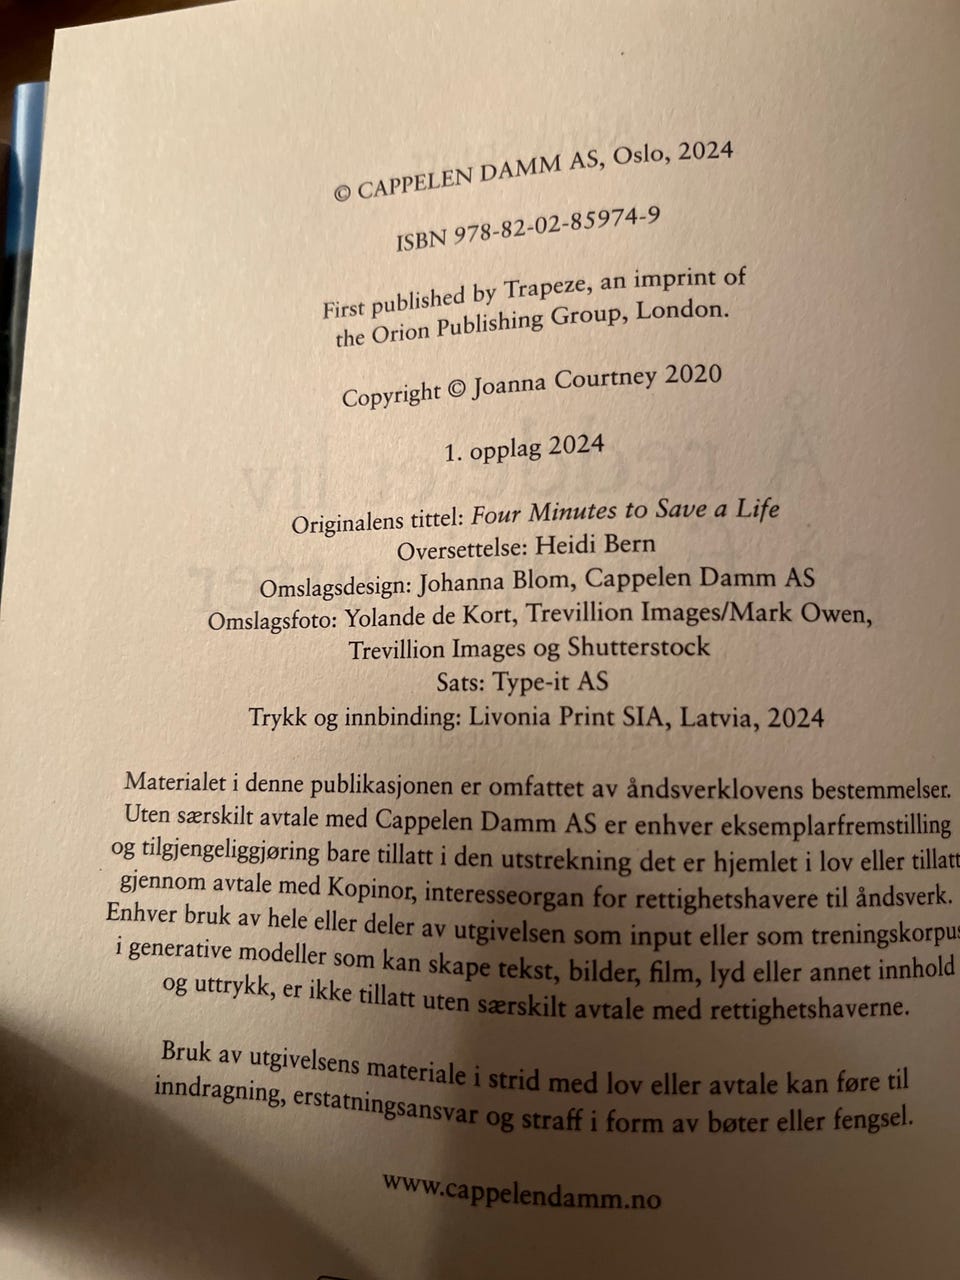 © CAPPELEN DAMM AS, Oslo, 2024
ISBN 978-82-02-85974-9
First published by Trapeze, an imprint of
the Orion Publishing Group, London.
Copyright © Joanna Courtney 2020
1. opplag 2024
Originalens tittel: Four Minutes to Save a Life
Oversettelse: Heidi Bern
Omslagsdesign: Johanna Blom, Cappelen Damm AS
Omslagsfoto: Yolande de Kort, Trevillion Images/Mark Owen,
Trevillion Images og Shutterstock
Sats: Type-it AS
Trykk og innbinding: Livonia Print SIA, Latvia, 2024
Materialet i denne publikasjonen er omfattet av åndsverklovens bestemmelser.
Uten særskilt avtale med Cappelen Damm AS er enhver eksemplarfremstilling
og tilgjengeliggjøring bare tillatt i den utstrekning det er hjemlet i lov eller tillatt
gjennom avtale med Kopinor, interesseorgan for rettighetshavere til åndsverk.
Enhver bruk av hele eller deler av utgivelsen som input eller som treningskorpus
i generative modeller som kan skape tekst, bilder, film, lyd eller annet innhold
og uttrykk, er ikke tillatt uten særskilt avtale med rettighetshaverne.
Bruk av utgivelsens materiale i strid med lov eller avtale kan føre til
inndragning, erstatningsansvar og straff i form av bøter eller fengsel.
www.cappelendamm.no